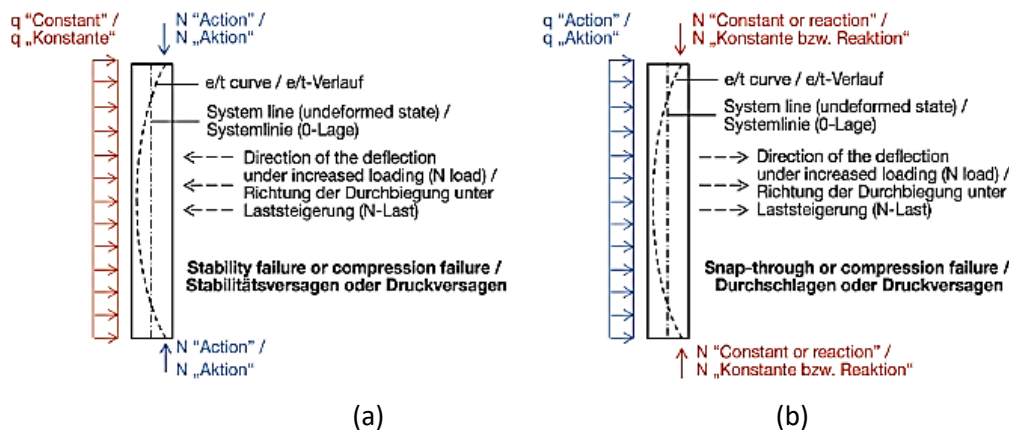 q "Constant" /
q „Konstante“
N "Action" /
N „Aktion“
e/t curve / e/t-Verlauf
System line (undeformed state) /
Systemlinie (0-Lage)
Direction of the deflection
under increased loading (N load) /
Richtung der Durchbiegung unter
Laststeigerung (N-Last)
Stability failure or compression failure /
Stabilitätsversagen oder Druckversagen
N "Action" /
N „Aktion“
(a)
q "Action" /
q „Aktion“
N "Constant or reaction" /
N „Konstante bzw. Reaktion“
e/t curve / e/t-Verlauf
System line (undeformed state) /
Systemlinie (0-Lage)
Direction of the deflection
under increased loading (N load) /
Richtung der Durchbiegung unter
Laststeigerung (N-Last)
Snap-through or compression failure /
Durchschlagen oder Druckversagen
N "Constant or reaction" /
N „Konstante bzw. Reaktion“
(b)